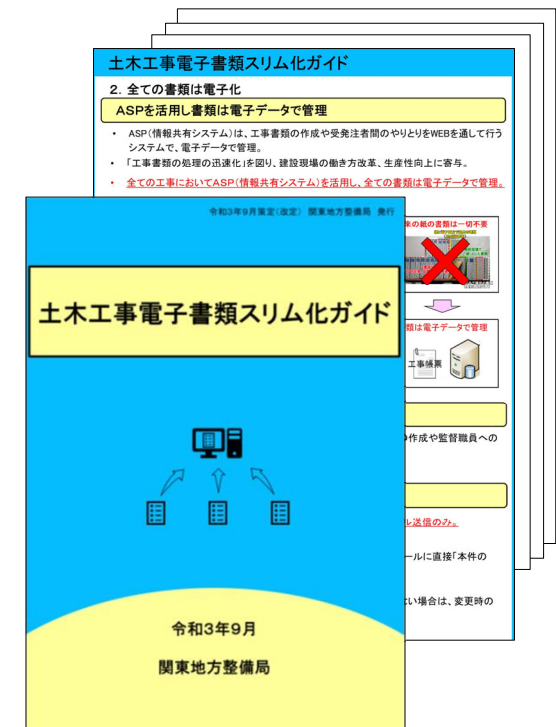 土木工事電子書類スリム化ガイド
2．全ての書類は電子化
ASPを活用し書類は電子データで管理
・ ASP（情報共有システム）は、工事書類の作成や受発注者間のやりとりをWEBを通して行う
システムで、電子データで管理。
・ 「工事書類の処理の迅速化」を図り、建設現場の働き方改革、生産性向上に寄与。
・ 全ての工事においてASP（情報共有システム）を活用し、全ての書類は電子データで管理。
来の紙の書類は一切不要
類は電子データで管理
工事帳票
作成や監督職員への
ル送信のみ。
ールに直接「本件の
い場合は、変更時の
令和3年9月策定（改定） 関東地方整備局 発行
土木工事電子書類スリム化ガイド
令和3年9月
関東地方整備局